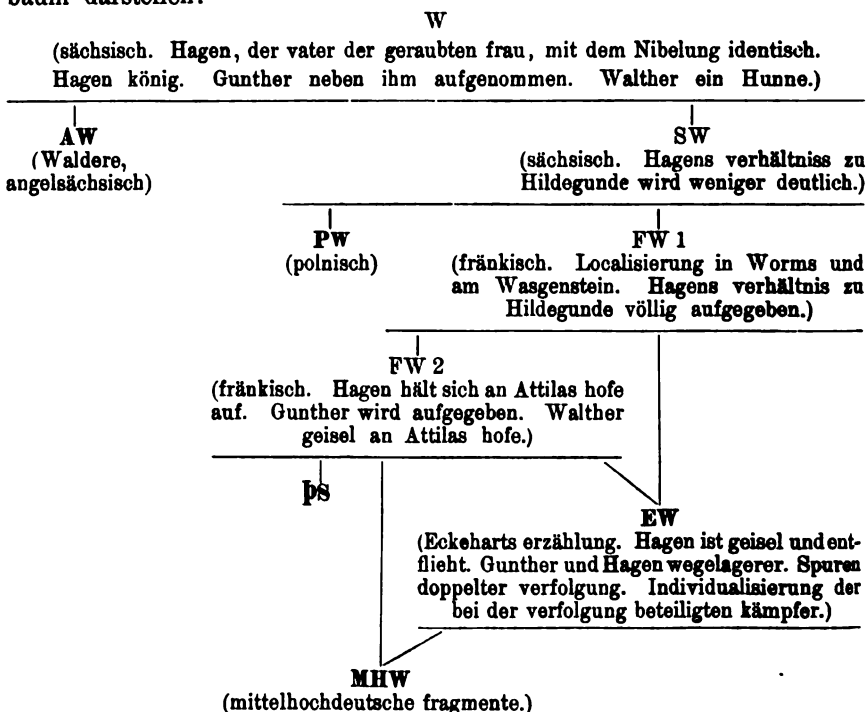 W
(sächsisch. Hagen, der vater der geraubten frau, mit dem Nibelung identisch.
Hagen könig. Gunther neben ihm aufgenommen. Walther ein Hunne.)
AW
(Waldere,
angelsächsisch)
SW
(sächsisch. Hagens verhältniss zu
Hildegunde wird weniger deutlich.)
PW
(polnisch)
FW 1
(fränkisch. Localisierung in Worms und
am Wasgenstein. Hagens verhältnis zu
Hildegunde völlig aufgegeben.)
FW 2
(fränkisch. Hagen hält sich an Attilas hofe
auf. Gunther wird aufgegeben. Walther
geisel an Attilas hofe.)
þs
EW
(Eckeharts erzählung. Hagen ist geisel und ent-
flieht. Gunther und Hagen wegelagerer. Spuren
doppelter verfolgung. Individualisierung der
bei der verfolgung beteiligten kämpfer.)
MHW
(mittelhochdeutsche fragmente.)